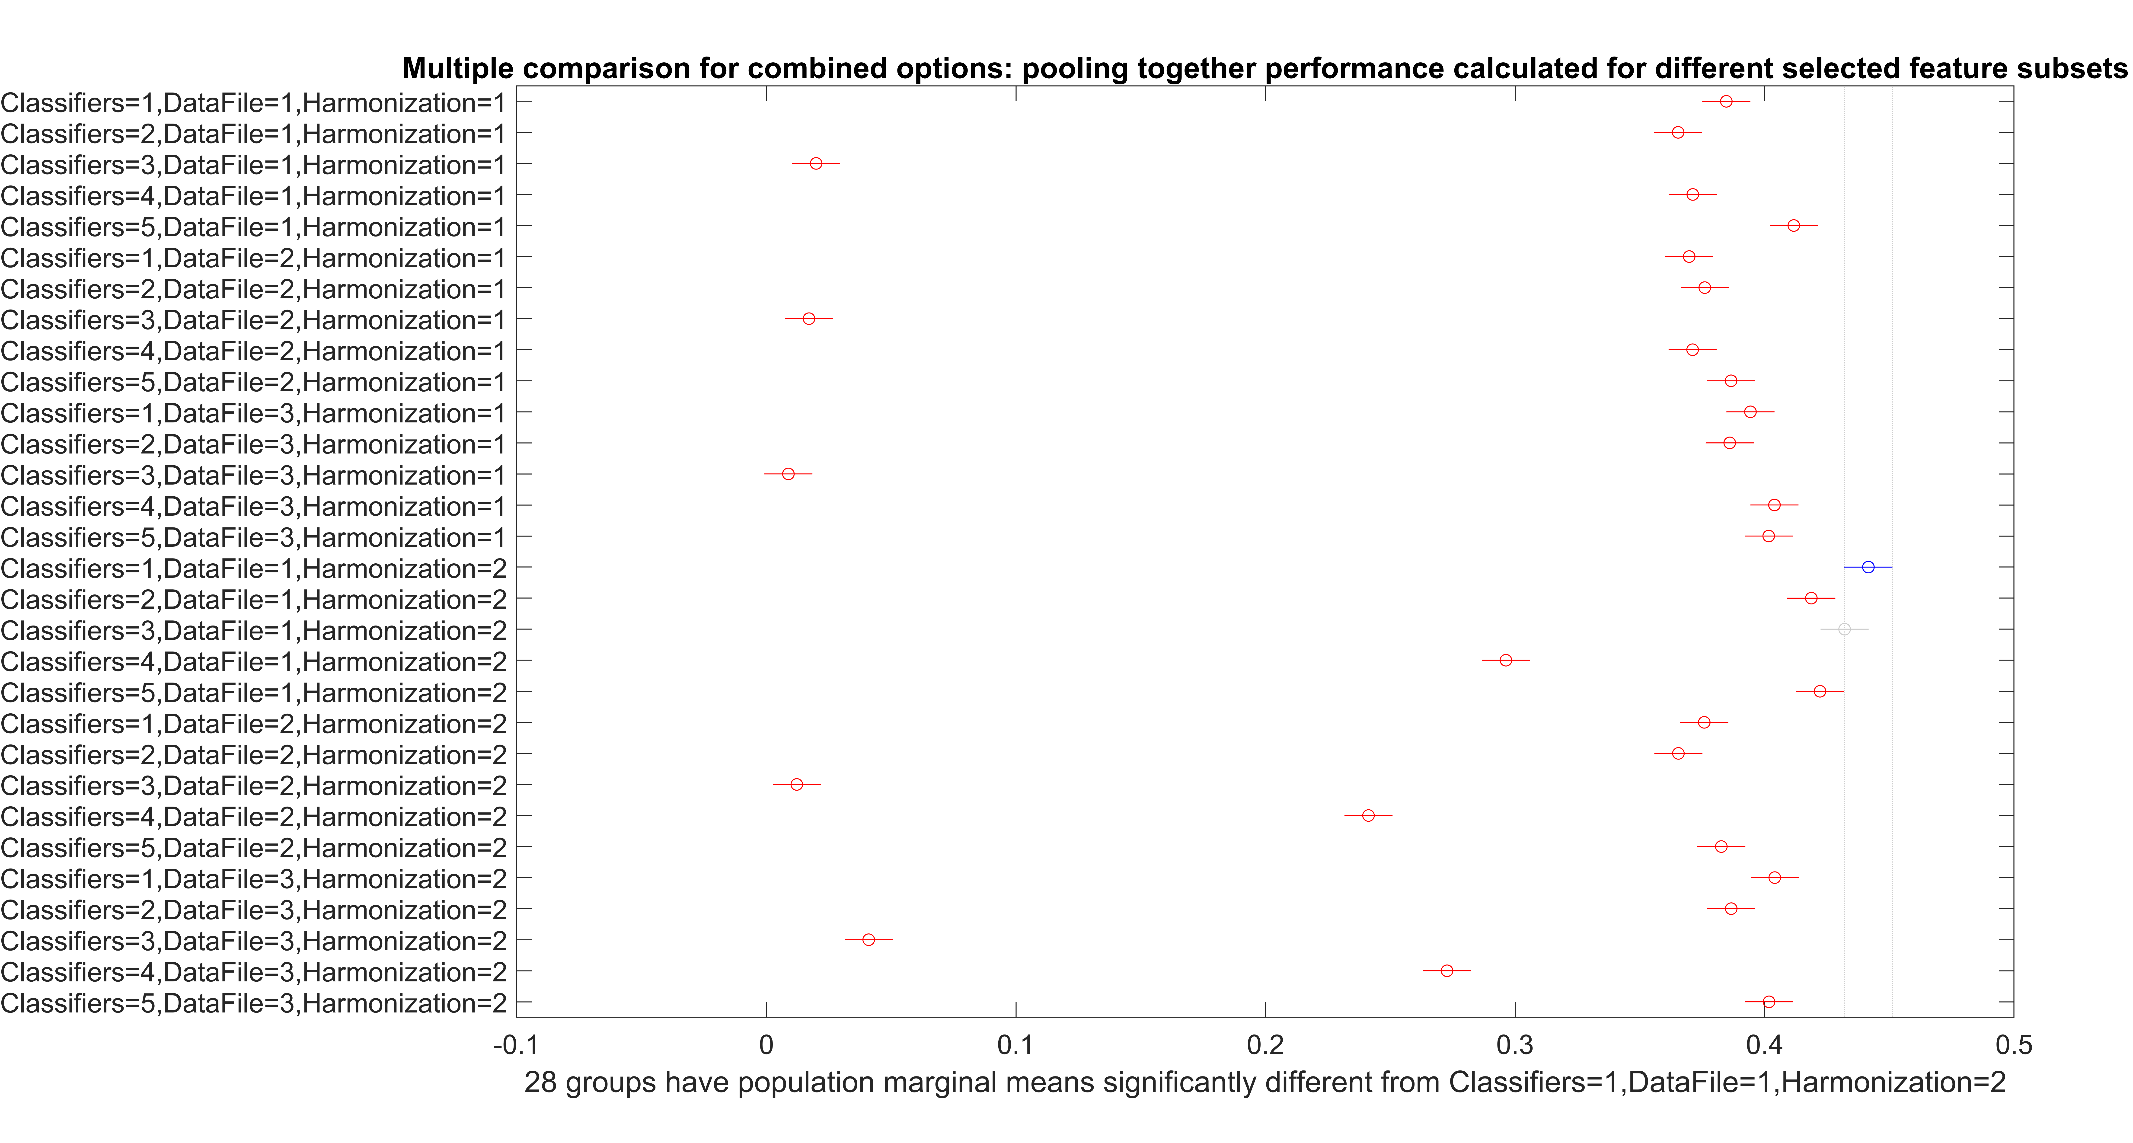 Multiple comparison for combined options: pooling together performance calculated for different selected feature subsets
Classifiers=1,DataFile=1,Harmonization=1
Classifiers=2,DataFile=1,Harmonization=1
Classifiers=3,DataFile=1,Harmonization=1
Classifiers=4,DataFile=1,Harmonization=1
Classifiers=5,DataFile=1,Harmonization=1
Classifiers=1,DataFile=2,Harmonization=1
Classifiers=2,DataFile=2,Harmonization=1
Classifiers=3,DataFile=2,Harmonization=1
Classifiers=4,DataFile=2,Harmonization=1
Classifiers=5,DataFile=2,Harmonization=1
Classifiers=1,DataFile=3,Harmonization=1
Classifiers=2,DataFile=3,Harmonization=1
Classifiers=3,DataFile=3,Harmonization=1
Classifiers=4,DataFile=3,Harmonization=1
Classifiers=5,DataFile=3,Harmonization=1
Classifiers=1,DataFile=1,Harmonization=2
Classifiers=2,DataFile=1,Harmonization=2
Classifiers=3,DataFile=1,Harmonization=2
Classifiers=4,DataFile=1,Harmonization=2
Classifiers=5,DataFile=1,Harmonization=2
Classifiers=1,DataFile=2,Harmonization=2
Classifiers=2,DataFile=2,Harmonization=2
Classifiers=3,DataFile=2,Harmonization=2
Classifiers=4,DataFile=2,Harmonization=2
Classifiers=5,DataFile=2,Harmonization=2
Classifiers=1,DataFile=3,Harmonization=2
Classifiers=2,DataFile=3,Harmonization=2
Classifiers=3,DataFile=3,Harmonization=2
Classifiers=4,DataFile=3,Harmonization=2
Classifiers=5,DataFile=3,Harmonization=2
-0.1 0 0.1 0.2 0.3 0.4 0.5
28 groups have population marginal means significantly different from Classifiers=1,DataFile=1,Harmonization=2